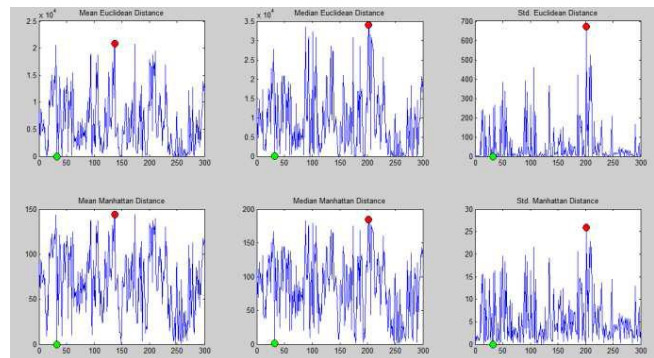 Mean Euclidean Distance
Median Euclidean Distance
Std. Euclidean Distance
x 10⁴
x 10⁴
2.5
2
1.5
1
0.5
0
0 50 100 150 200 250 300
3.5
3
2.5
2
1.5
1
0.5
0
0 50 100 150 200 250 300
700
600
500
400
300
200
100
0
0 50 100 150 200 250 300
Mean Manhattan Distance
Median Manhattan Distance
Std. Manhattan Distance
150
100
50
0
0 50 100 150 200 250 300
200
150
100
50
0
0 50 100 150 200 250 300
30
25
20
15
10
5
0
0 50 100 150 200 250 300